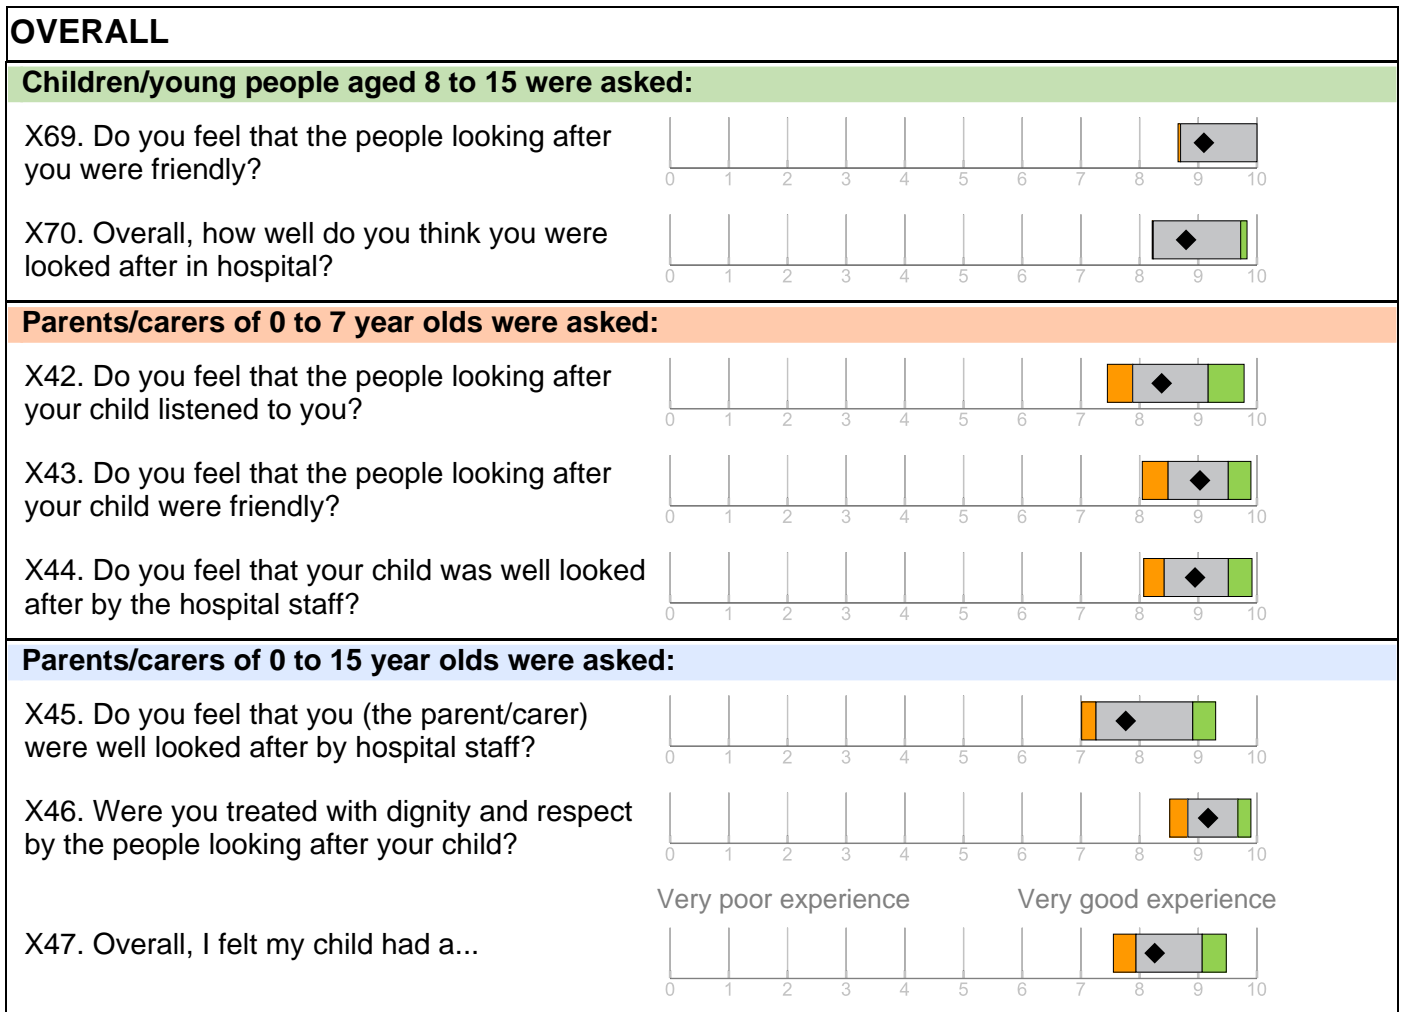 OVERALL
Children/young people aged 8 to 15 were asked:
X69. Do you feel that the people looking after
you were friendly?
0 1 2 3 4 5 6 7 8 9 10
X70. Overall, how well do you think you were
looked after in hospital?
0 1 2 3 4 5 6 7 8 9 10
Parents/carers of 0 to 7 year olds were asked:
X42. Do you feel that the people looking after
your child listened to you?
0 1 2 3 4 5 6 7 8 9 10
X43. Do you feel that the people looking after
your child were friendly?
0 1 2 3 4 5 6 7 8 9 10
X44. Do you feel that your child was well looked
after by the hospital staff?
0 1 2 3 4 5 6 7 8 9 10
Parents/carers of 0 to 15 year olds were asked:
X45. Do you feel that you (the parent/carer)
were well looked after by hospital staff?
0 1 2 3 4 5 6 7 8 9 10
X46. Were you treated with dignity and respect
by the people looking after your child?
0 1 2 3 4 5 6 7 8 9 10
Very poor experience Very good experience
X47. Overall, I felt my child had a...
0 1 2 3 4 5 6 7 8 9 10